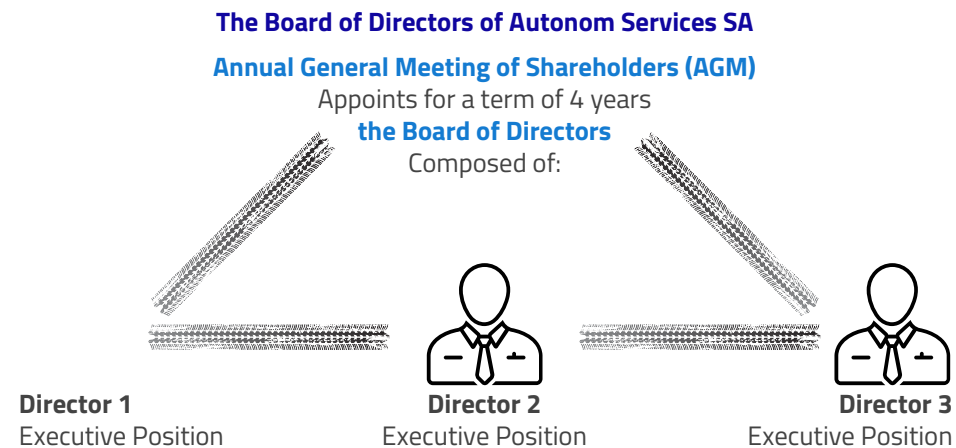 The Board of Directors of Autonom Services SA
Annual General Meeting of Shareholders (AGM)
Appoints for a term of 4 years
the Board of Directors
Composed of:
Director 1
Executive Position
Director 2
Executive Position
Director 3
Executive Position